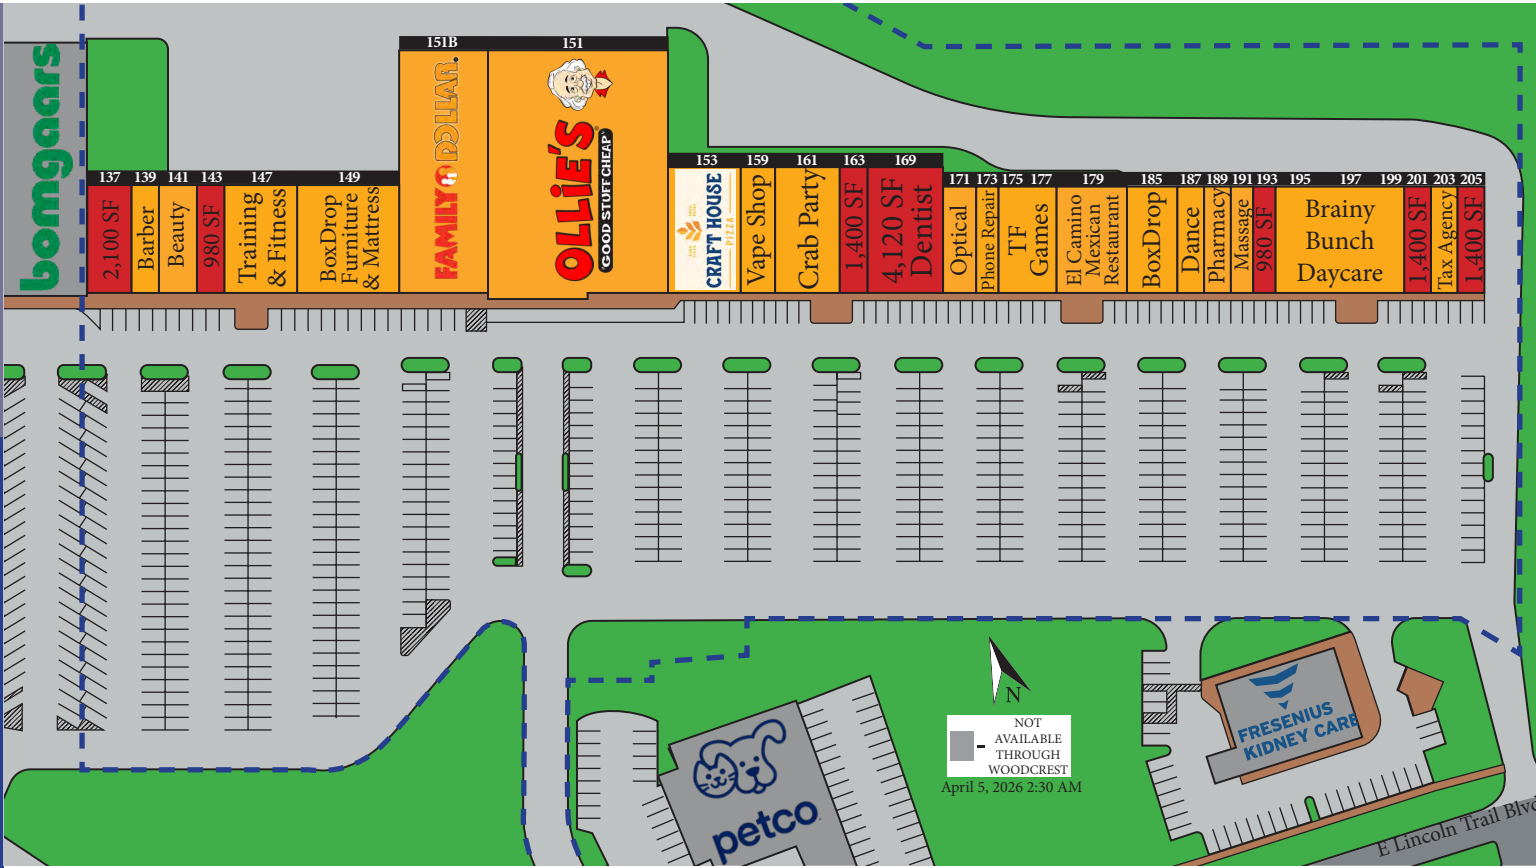 bomgaars
151B
151
FAMILY DOLLAR.
OLLiE'S
GOOD STUFF CHEAP
137
139
141
143
147
149
2,100 SF
Barber
Beauty
980 SF
Training
& Fitness
BoxDrop
Furniture
& Mattress
153
159
161
163
169
CRAFT HOUSE
PIZZA
Vape Shop
Crab Party
1,400 SF
4,120 SF
Dentist
171
173
175
177
179
185
187
189
191
193
195
197
199
201
203
205
Optical
Phone Repair
TF
Games
El Camino
Mexican
Restaurant
BoxDrop
Dance
Pharmacy
Massage
980 SF
Brainy
Bunch
Daycare
1,400 SF
Tax Agency
1,400 SF
N
NOT
AVAILABLE
THROUGH
WOODCREST
April 5, 2026 2:30 AM
petco
FRESENIUS
KIDNEY CARE
E Lincoln Trail Blvd